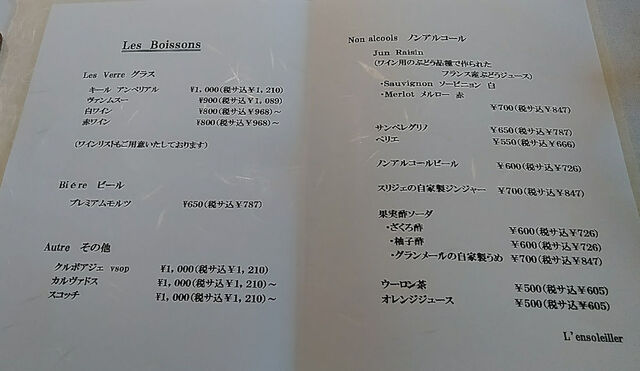 Les Boissons
Les Verre グラス
キール アンペリアル ¥1,000(税サ込¥1,210)
ヴァンムスー ¥900(税サ込¥1,089)
白ワイン ¥800(税サ込¥968)～
赤ワイン ¥800(税サ込¥968)～
(ワインリストもご用意いたしております)
Biére ビール
プレミアムモルツ ¥650(税サ込¥787)
Autre その他
クルボアジェ vsop ¥1,000(税サ込¥1,210)
カルヴァドス ¥1,000(税サ込¥1,210)～
スコッチ ¥1,000(税サ込¥1,210)～
Non alcools ノンアルコール
Jun Raisin
(ワイン用のぶどう品種で作られた
フランス産ぶどうジュース)
・Sauvignon ソービニョン 白
・Merlot メルロー 赤
¥700(税サ込¥847)
サンペレグリノ ¥650(税サ込¥787)
ペリエ ¥550(税サ込¥666)
ノンアルコールビール ¥600(税サ込¥726)
スリジェの自家製ジンジャー ¥700(税サ込¥847)
果実酢ソーダ
・ざくろ酢 ¥600(税サ込¥726)
・柚子酢 ¥600(税サ込¥726)
・グランメールの自家製うめ ¥700(税サ込¥847)
ウーロン茶 ¥500(税サ込¥605)
オレンジジュース ¥500(税サ込¥605)
L'ensoleiller